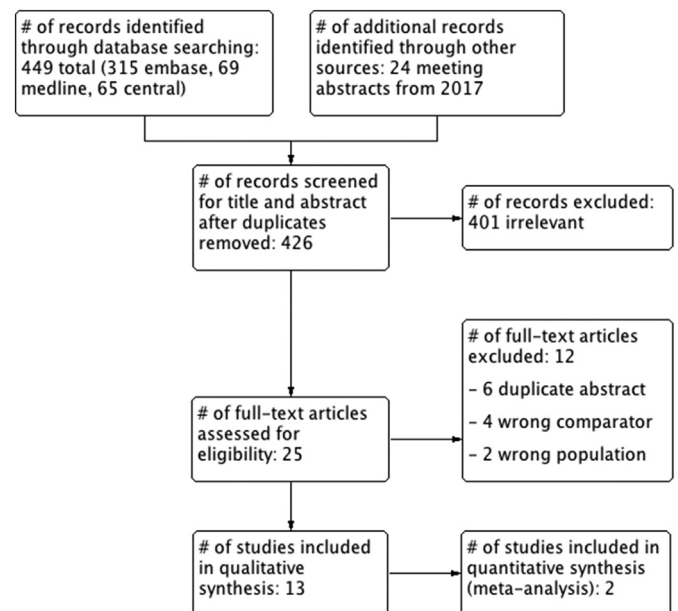 # of records identified
through database searching:
449 total (315 embase, 69
medline, 65 central)
# of additional records
identified through other
sources: 24 meeting
abstracts from 2017
# of records screened
for title and abstract
after duplicates
removed: 426
# of records excluded:
401 irrelevant
# of full-text articles
excluded: 12
- 6 duplicate abstract
- 4 wrong comparator
- 2 wrong population
# of full-text articles
assessed for
eligibility: 25
# of studies included
in qualitative
synthesis: 13
# of studies included in
quantitative synthesis
(meta-analysis): 2